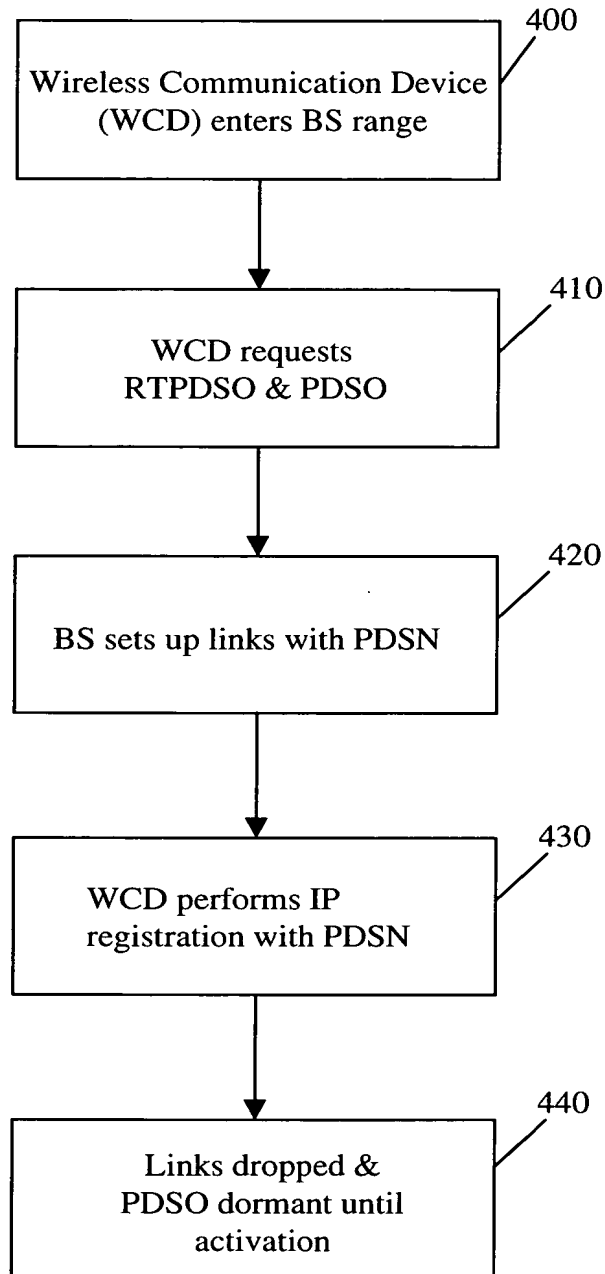 400
Wireless Communication Device
(WCD) enters BS range
410
WCD requests
RTPDSO & PDSO
420
BS sets up links with PDSN
430
WCD performs IP
registration with PDSN
440
Links dropped &
PDSO dormant until
activation